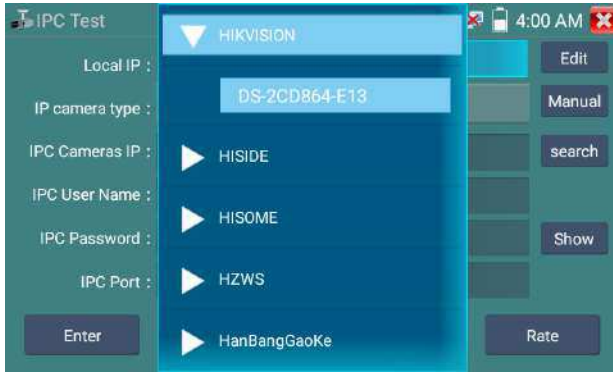 IPC Test
4:00 AM
HIKVISION
Local IP :
Edit
DS-2CD864-E13
IP camera type :
Manual
IPC Cameras IP :
HISIDE
search
IPC User Name :
HISOME
IPC Password :
Show
IPC Port :
HZWS
Enter
HanBangGaoKe
Rate